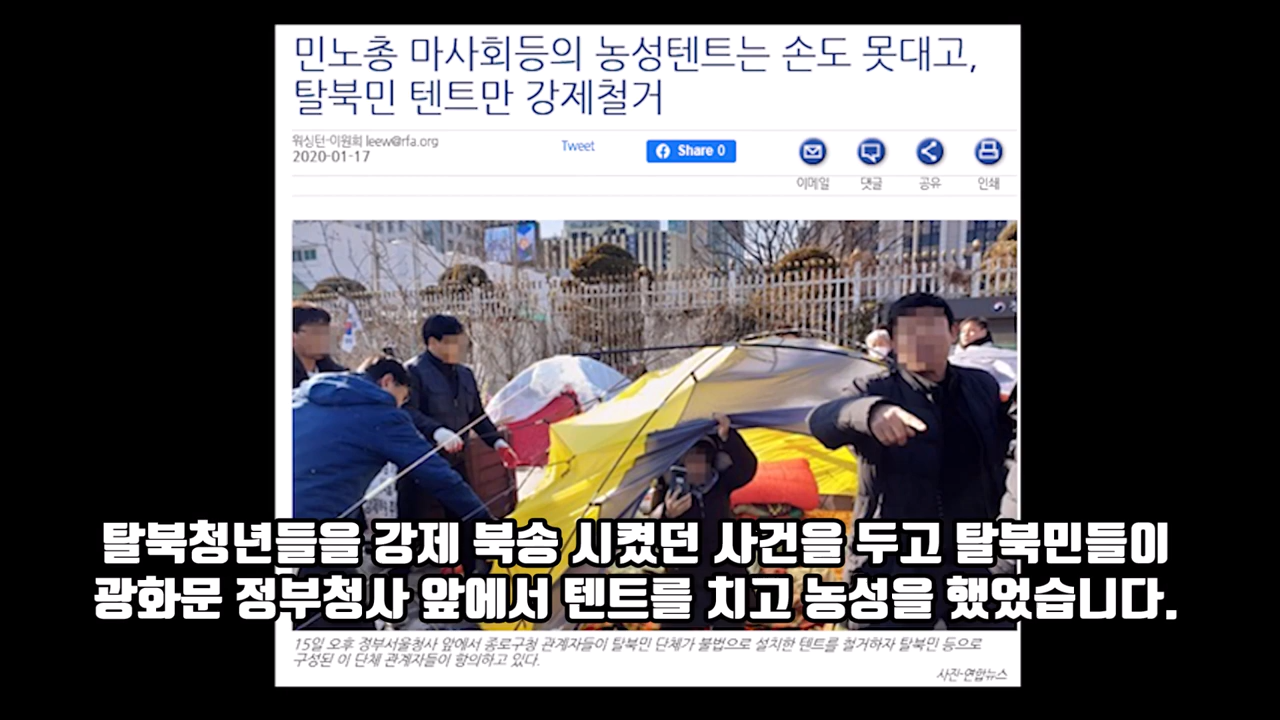 민노총 마사회등의 농성텐트는 손도 못대고,
탈북민 텐트만 강제철거
워싱턴-이원희 leew@rfa.org
2020-01-17
Tweet
Share 0
이메일
댓글
공유
인쇄
탈북청년들을 강제 북송 시켰던 사건을 두고 탈북민들이
광화문 정부청사 앞에서 텐트를 치고 농성을 했었습니다.
15일 오후 정부서울청사 앞에서 종로구청 관계자들이 탈북민 단체가 불법으로 설치한 텐트를 철거하자 탈북민 등으로
구성된 이 단체 관계자들이 항의하고 있다.
사진-연합뉴스